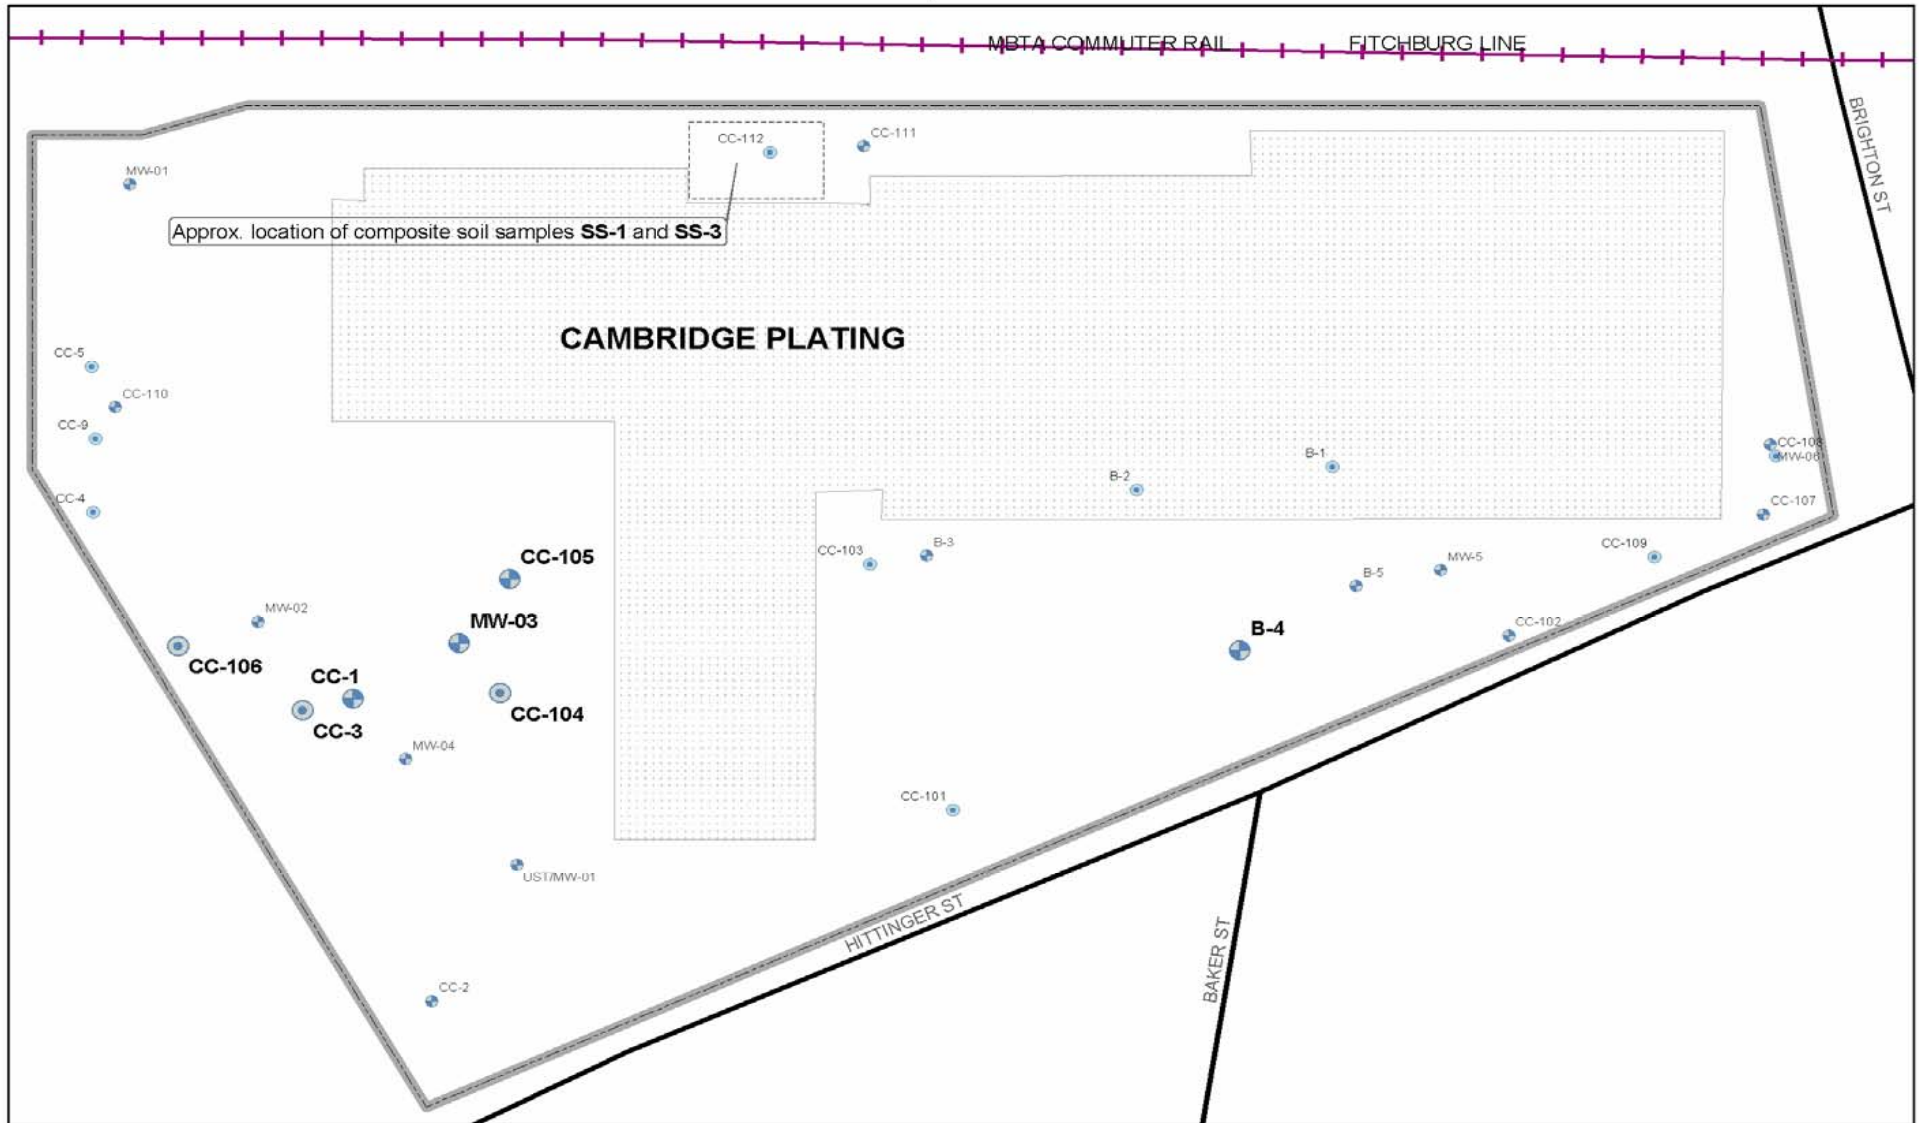 MBTA COMMUTER RAIL FITCHBURG LINE
BRIGHTON ST
CC-112
CC-111
MW-01
Approx. location of composite soil samples SS-1 and SS-3
CAMBRIDGE PLATING
CC-5
CC-110
CC-9
CC-4
B-1
B-2
CC-108
MW-06
CC-107
CC-105
CC-103
B-3
CC-109
MW-5
B-5
MW-02
MW-03
B-4
CC-102
CC-106
CC-1
CC-3
CC-104
MW-04
CC-101
UST/MW-01
HITTINGER ST
BAKER ST
CC-2